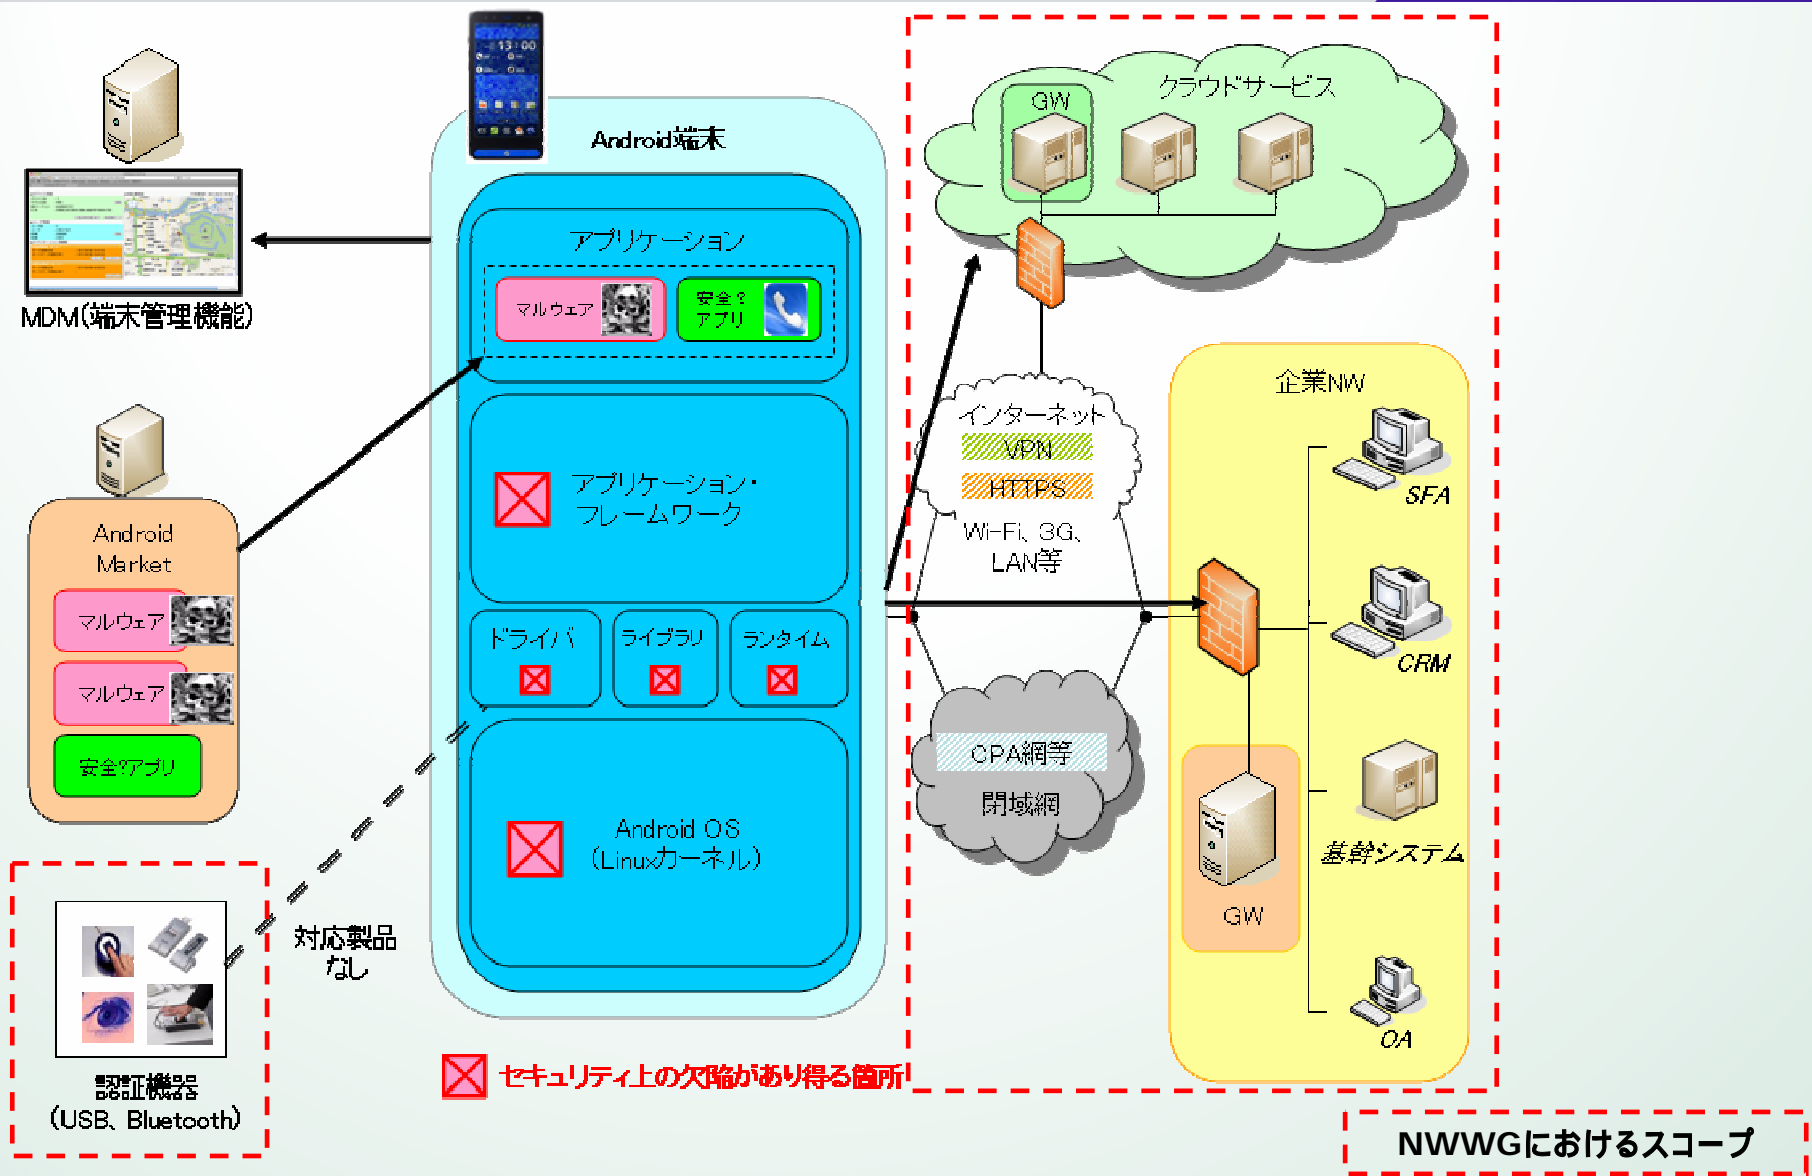 Android端末
アプリケーション
マルウェア
安全?
アプリ
アプリケーション・
フレームワーク
ドライバ
ライブラリ
ランタイム
Android OS
(Linuxカーネル)
MDM(端末管理機能)
Android
Market
マルウェア
マルウェア
安全?アプリ
対応製品
なし
認証機器
(USB、Bluetooth)
セキュリティ上の欠陥があり得る箇所
クラウドサービス
GW
インターネット
VPN
HTTPS
Wi-Fi、3G、
LAN等
CPA網等
閉域網
企業NW
SFA
CRM
基幹システム
GW
OA
NWWGにおけるスコープ
13:00